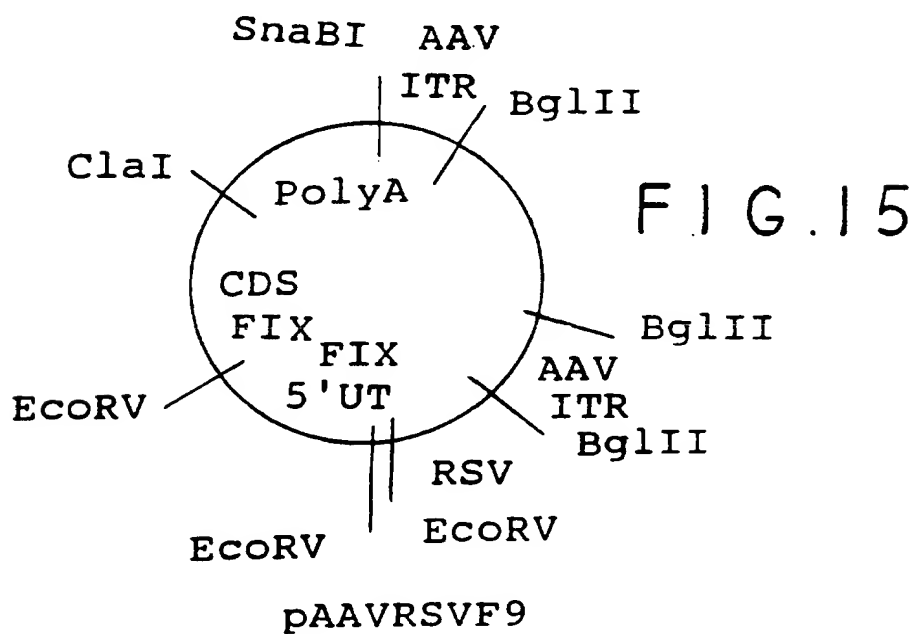 SnaBI AAV
ITR
BglII
ClaI
PolyA
FIG.15
CDS
FIX
FIX
5'UT
BglII
AAV
ITR
BglII
EcoRV
RSV
EcoRV
EcoRV
pAAVRSVF9